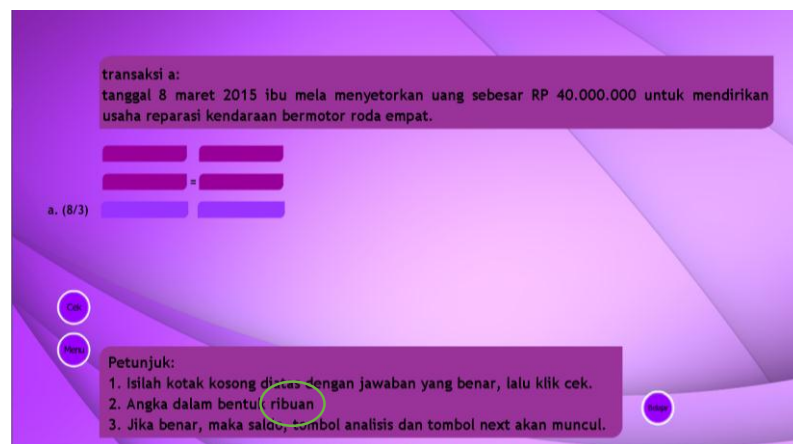 transaksi a:
tanggal 8 maret 2015 ibu mela menyetorkan uang sebesar RP 40.000.000 untuk mendirikan
usaha reparasi kendaraan bermotor roda empat.
=
a. (8/3)
Cek
Menu
Petunjuk:
1. Isilah kotak kosong diatas dengan jawaban yang benar, lalu klik cek.
2. Angka dalam bentuk ribuan
3. Jika benar, maka saldo, tombol analisis dan tombol next akan muncul.